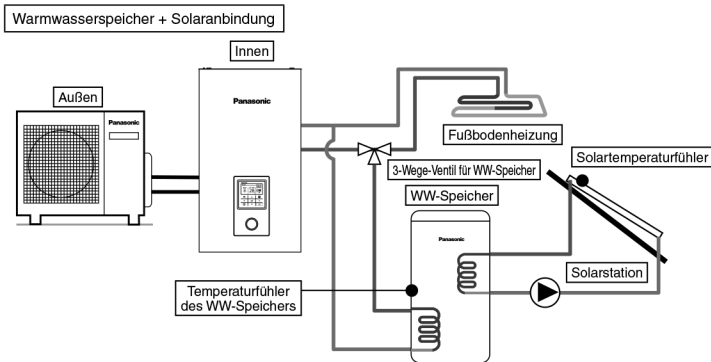 Warmwasserspeicher + Solaranbindung
Innen
Außen
Panasonic
Panasonic
Fußbodenheizung
Solartemperaturfühler
3-Wege-Ventil für WW-Speicher
WW-Speicher
Panasonic
Solarstation
Temperaturfühler
des WW-Speichers